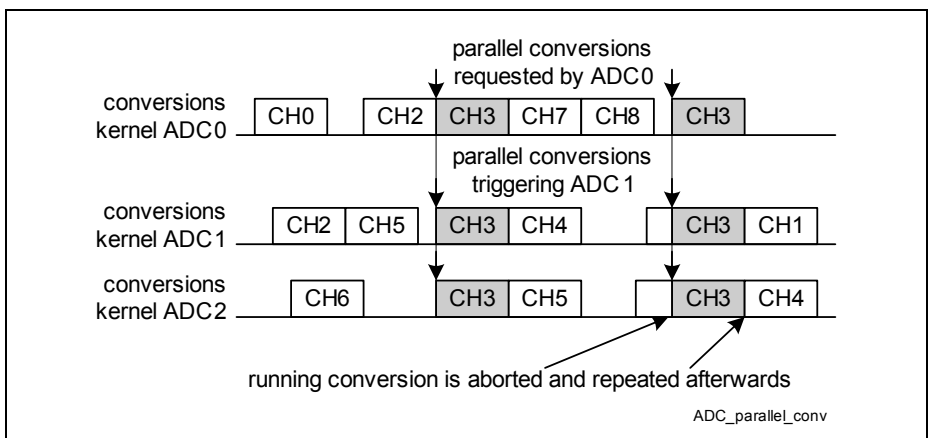 parallel conversions
requested by ADC0
conversions
kernel ADC0
CH0 CH2 CH3 CH7 CH8 CH3
parallel conversions
triggering ADC1
conversions
kernel ADC1
CH2 CH5 CH3 CH4 CH3 CH1
conversions
kernel ADC2
CH6 CH3 CH5 CH3 CH4
running conversion is aborted and repeated afterwards
ADC_parallel_conv